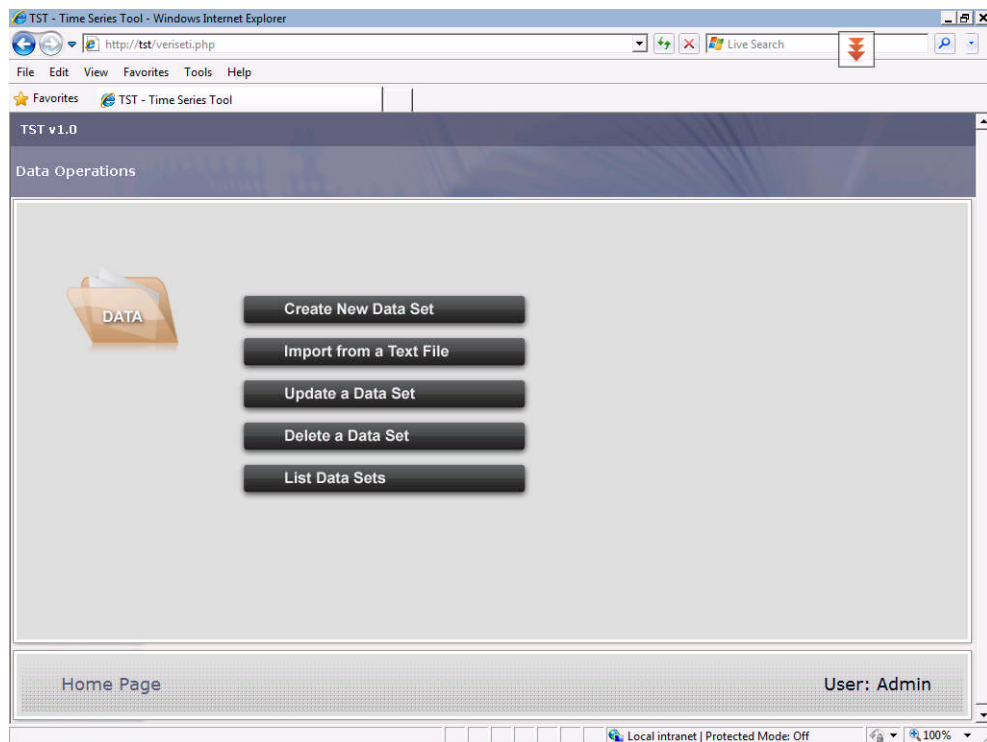 TST - Time Series Tool - Windows Internet Explorer
http://tst/veriseti.php
Live Search
File Edit View Favorites Tools Help
Favorites TST - Time Series Tool
TST v1.0
Data Operations
DATA
Create New Data Set
Import from a Text File
Update a Data Set
Delete a Data Set
List Data Sets
Home Page User: Admin
Local intranet | Protected Mode: Off 100%